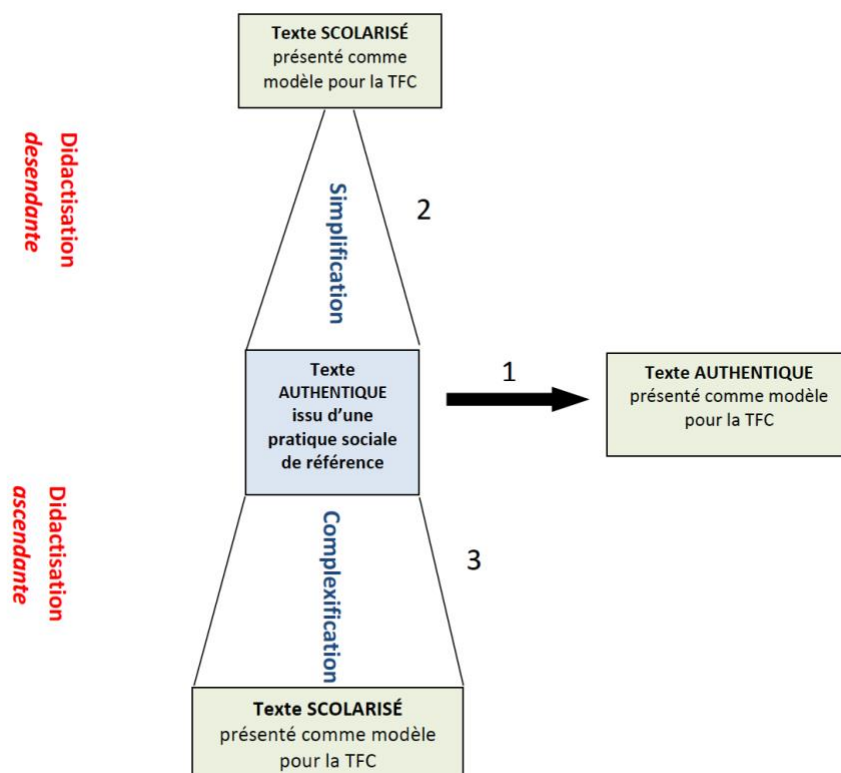 Texte SCOLARISÉ
présenté comme
modèle pour la TFC
Didactisation
desendante
Simplification
2
Texte
AUTHENTIQUE
issu d’une
pratique sociale
de référence
1
Texte AUTHENTIQUE
présenté comme modèle
pour la TFC
Didactisation
ascendante
Complexification
3
Texte SCOLARISÉ
présenté comme modèle
pour la TFC